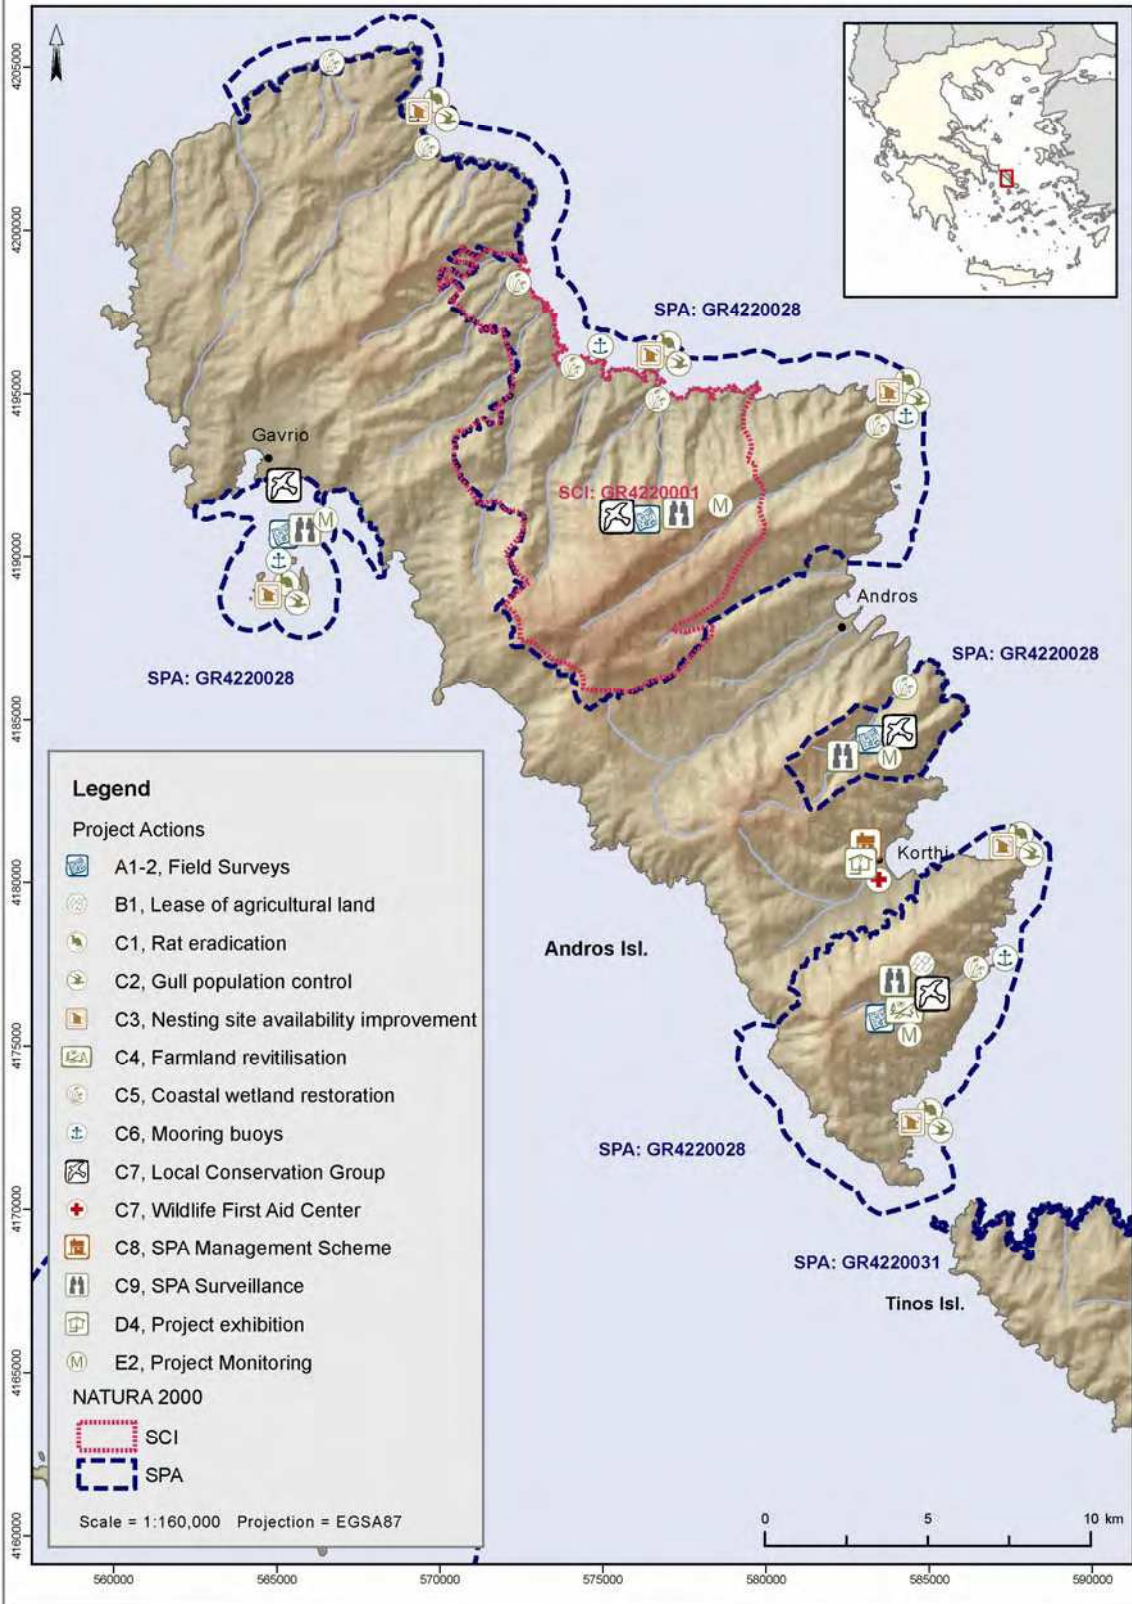 4205000
4200000
4195000
4190000
4185000
4180000
4175000
4170000
4165000
4160000
SPA: GR4220028
Gavrio
SCI: GR4220001
M
M
Andros
SPA: GR4220028
SPA: GR4220028
M
Korthi
Andros Isl.
M
SPA: GR4220028
SPA: GR4220031
Tinos Isl.
Legend
Project Actions
A1-2, Field Surveys
B1, Lease of agricultural land
C1, Rat eradication
C2, Gull population control
C3, Nesting site availability improvement
C4, Farmland revitilisation
C5, Coastal wetland restoration
C6, Mooring buoys
C7, Local Conservation Group
C7, Wildlife First Aid Center
C8, SPA Management Scheme
C9, SPA Surveillance
D4, Project exhibition
M E2, Project Monitoring
NATURA 2000
SCI
SPA
Scale = 1:160,000 Projection = EGSA87
0 5 10 km
560000 565000 570000 575000 580000 585000 590000